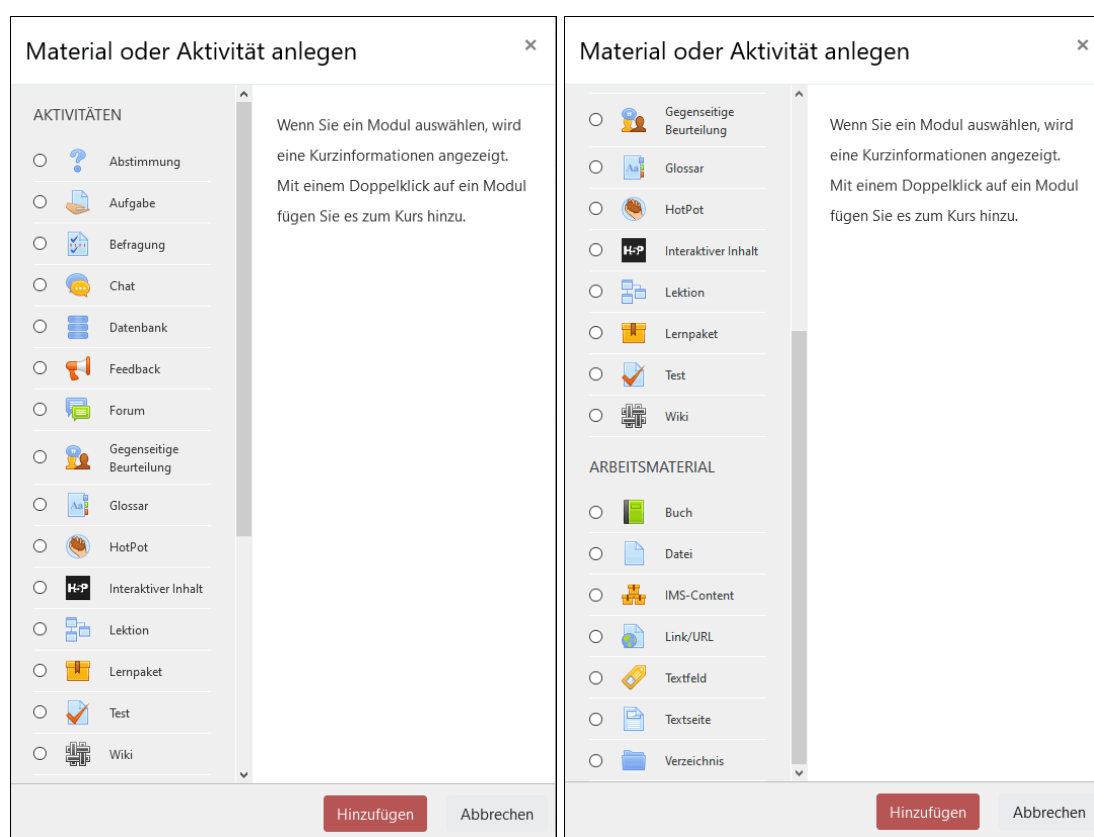 Material oder Aktivität anlegen
×
AKTIVITÄTEN
Abstimmung
Aufgabe
Befragung
Chat
Datenbank
Feedback
Forum
Gegenseitige
Beurteilung
Glossar
HotPot
H-P Interaktiver Inhalt
Lektion
Lernpaket
Test
Wiki
Wenn Sie ein Modul auswählen, wird
eine Kurzinformationen angezeigt.
Mit einem Doppelklick auf ein Modul
fügen Sie es zum Kurs hinzu.
Hinzufügen
Abbrechen
Material oder Aktivität anlegen
×
Gegenseitige
Beurteilung
Glossar
HotPot
H-P Interaktiver Inhalt
Lektion
Lernpaket
Test
Wiki
ARBEITSMATERIAL
Buch
Datei
IMS-Content
Link/URL
Textfeld
Textseite
Verzeichnis
Wenn Sie ein Modul auswählen, wird
eine Kurzinformationen angezeigt.
Mit einem Doppelklick auf ein Modul
fügen Sie es zum Kurs hinzu.
Hinzufügen
Abbrechen